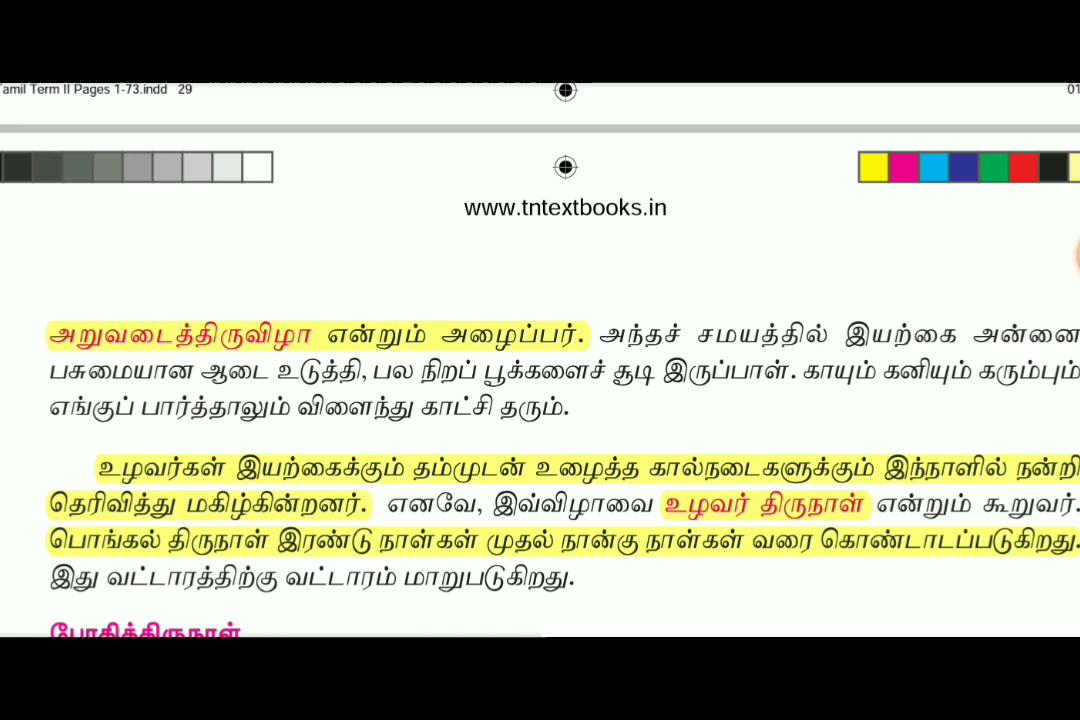 Tamil Term II Pages 1-73.indd 29
01
www.tntextbooks.in
அறுவடைத்திருவிழா என்றும் அழைப்பர். அந்தச் சமயத்தில் இயற்கை அன்னை
பசுமையான ஆடை உடுத்தி, பல நிறப் பூக்களைச் சூடி இருப்பாள். காயும் கனியும் கரும்பும்
எங்குப் பார்த்தாலும் விளைந்து காட்சி தரும்.
உழவர்கள் இயற்கைக்கும் தம்முடன் உழைத்த கால்நடைகளுக்கும் இந்நாளில் நன்றி
தெரிவித்து மகிழ்கின்றனர். எனவே, இவ்விழாவை உழவர் திருநாள் என்றும் கூறுவர்.
பொங்கல் திருநாள் இரண்டு நாள்கள் முதல் நான்கு நாள்கள் வரை கொண்டாடப்படுகிறது.
இது வட்டாரத்திற்கு வட்டாரம் மாறுபடுகிறது.
போகித்திருநாள்